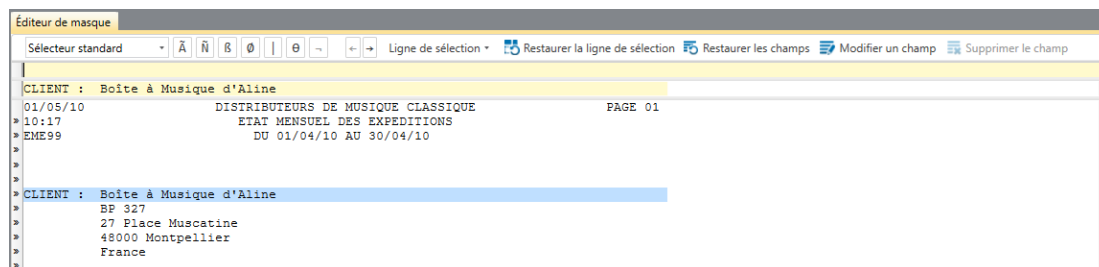 Éditeur de masque
Sélecteur standard Ã Ñ ß Ø | θ ¬ ← → Ligne de sélection Restaurer la ligne de sélection Restaurer les champs Modifier un champ Supprimer le champ
CLIENT : Boîte à Musique d'Aline
01/05/10 DISTRIBUTEURS DE MUSIQUE CLASSIQUE PAGE 01
» 10:17 ETAT MENSUEL DES EXPEDITIONS
» EME99 DU 01/04/10 AU 30/04/10
»
»
»
» CLIENT : Boîte à Musique d'Aline
» BP 327
» 27 Place Muscatine
» 48000 Montpellier
» France
»